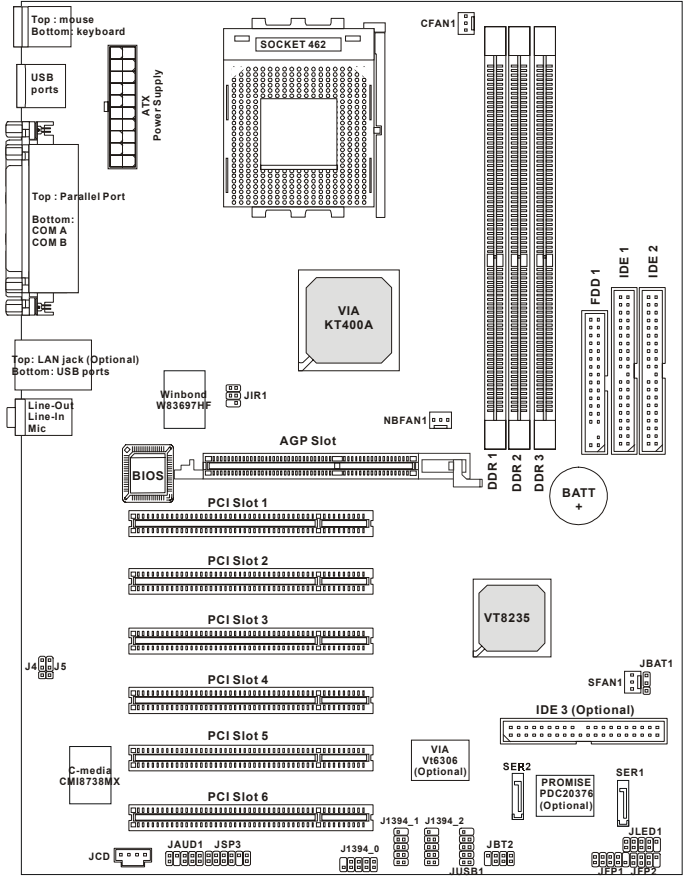 Top : mouse
Bottom: keyboard
CFAN1
SOCKET 462
USB
ports
ATX
Power Supply
Top : Parallel Port
Bottom:
COM A
COM B
FDD 1
IDE 1
IDE 2
VIA
KT400A
Top: LAN jack (Optional)
Bottom: USB ports
Winbond
W83697HF
JIR1
Line-Out
Line-In
Mic
NBFAN1
AGP Slot
DDR 1
DDR 2
DDR 3
BIOS
BATT
+
PCI Slot 1
PCI Slot 2
VT8235
PCI Slot 3
J4
J5
JBAT1
SFAN1
PCI Slot 4
IDE 3 (Optional)
PCI Slot 5
VIA
Vt6306
(Optional)
C-media
CMI8738MX
SER2
PROMISE
PDC20376
(Optional)
SER1
PCI Slot 6
J1394_1
J1394_2
JLED1
JCD
JAUD1
JSP3
J1394_0
JBT2
JUSB1
JFP1
JFP2